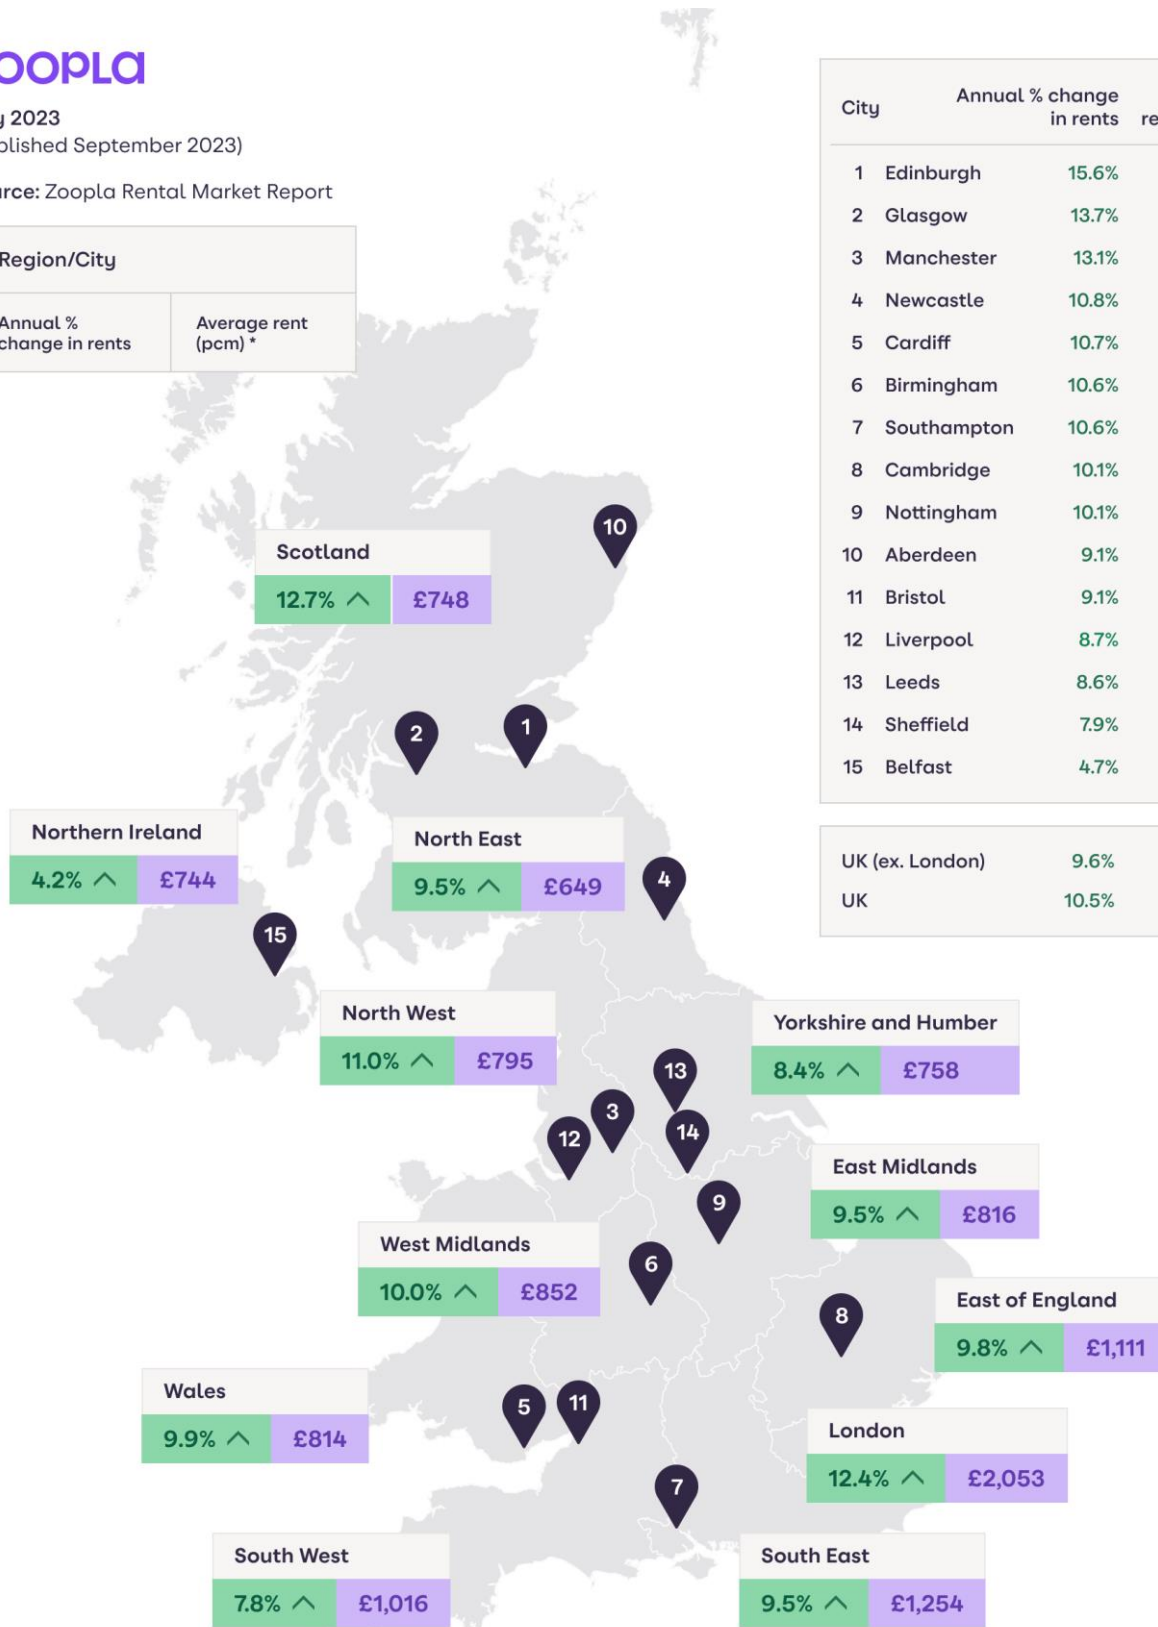 oopla
y 2023
blished September 2023)
urce: Zoopla Rental Market Report
Region/City
Annual %
change in rents
Average rent
(pcm) *
City
Annual % change
in rents
re
1 Edinburgh 15.6%
2 Glasgow 13.7%
3 Manchester 13.1%
4 Newcastle 10.8%
5 Cardiff 10.7%
6 Birmingham 10.6%
7 Southampton 10.6%
8 Cambridge 10.1%
9 Nottingham 10.1%
10 Aberdeen 9.1%
11 Bristol 9.1%
12 Liverpool 8.7%
13 Leeds 8.6%
14 Sheffield 7.9%
15 Belfast 4.7%
UK (ex. London) 9.6%
UK 10.5%
10
Scotland
12.7% £748
2
1
Northern Ireland
4.2% £744
North East
9.5% £649
4
15
North West
11.0% £795
Yorkshire and Humber
8.4% £758
13
3
12
14
East Midlands
9.5% £816
9
West Midlands
10.0% £852
6
8
East of England
9.8% £1,111
Wales
9.9% £814
5
11
London
12.4% £2,053
7
South West
7.8% £1,016
South East
9.5% £1,254